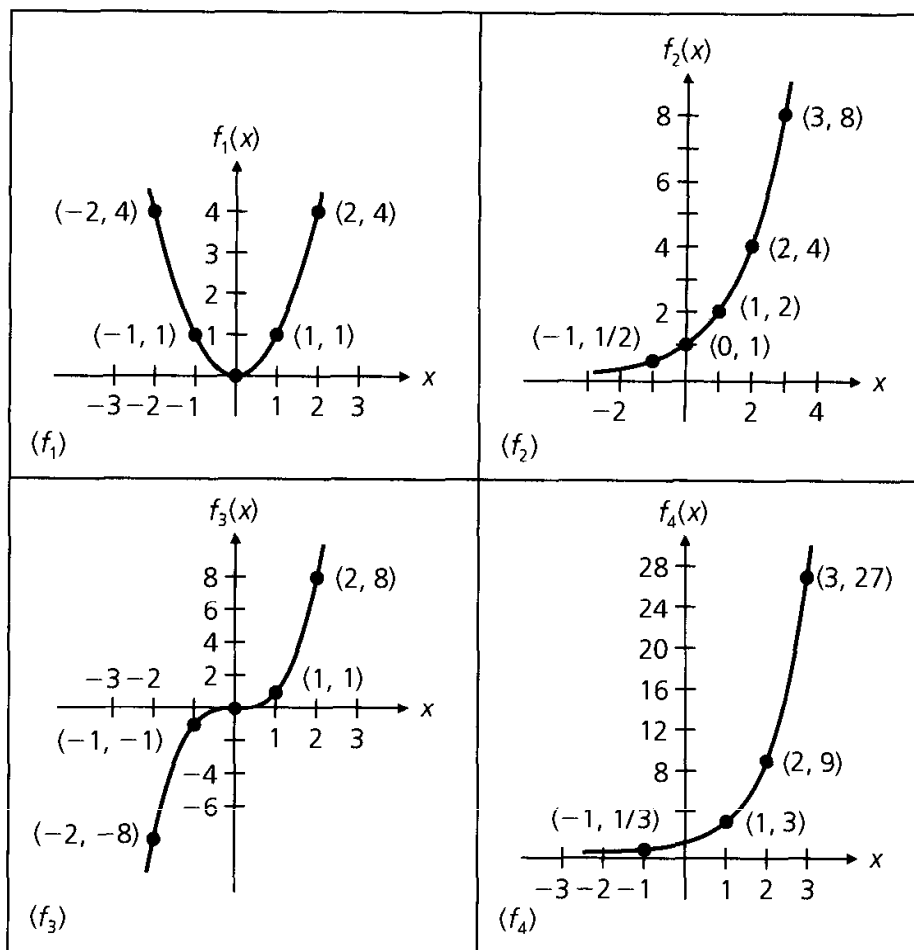 f₁(x)
(−2, 4) 4 (2, 4)
3
2
(−1, 1) 1 (1, 1)
x
−3 −2 −1 1 2 3
(f₁)
f₂(x)
8 (3, 8)
6
4 (2, 4)
2 (1, 2)
(−1, 1/2) (0, 1)
x
−2 2 4
(f₂)
f₃(x)
8 (2, 8)
6
4
2
−3 −2 (1, 1)
x
(−1, −1) 1 2 3
−4
−6
(−2, −8)
(f₃)
f₄(x)
28 (3, 27)
24
20
16
12
8 (2, 9)
(−1, 1/3) (1, 3)
x
−3 −2 −1 1 2 3
(f₄)